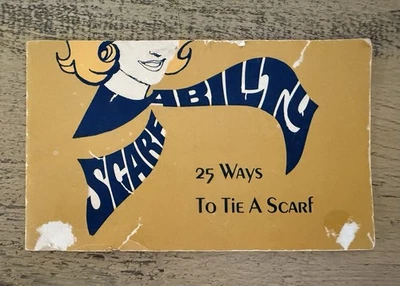 SCARF ABILITY
25 Ways
To Tie A Scarf